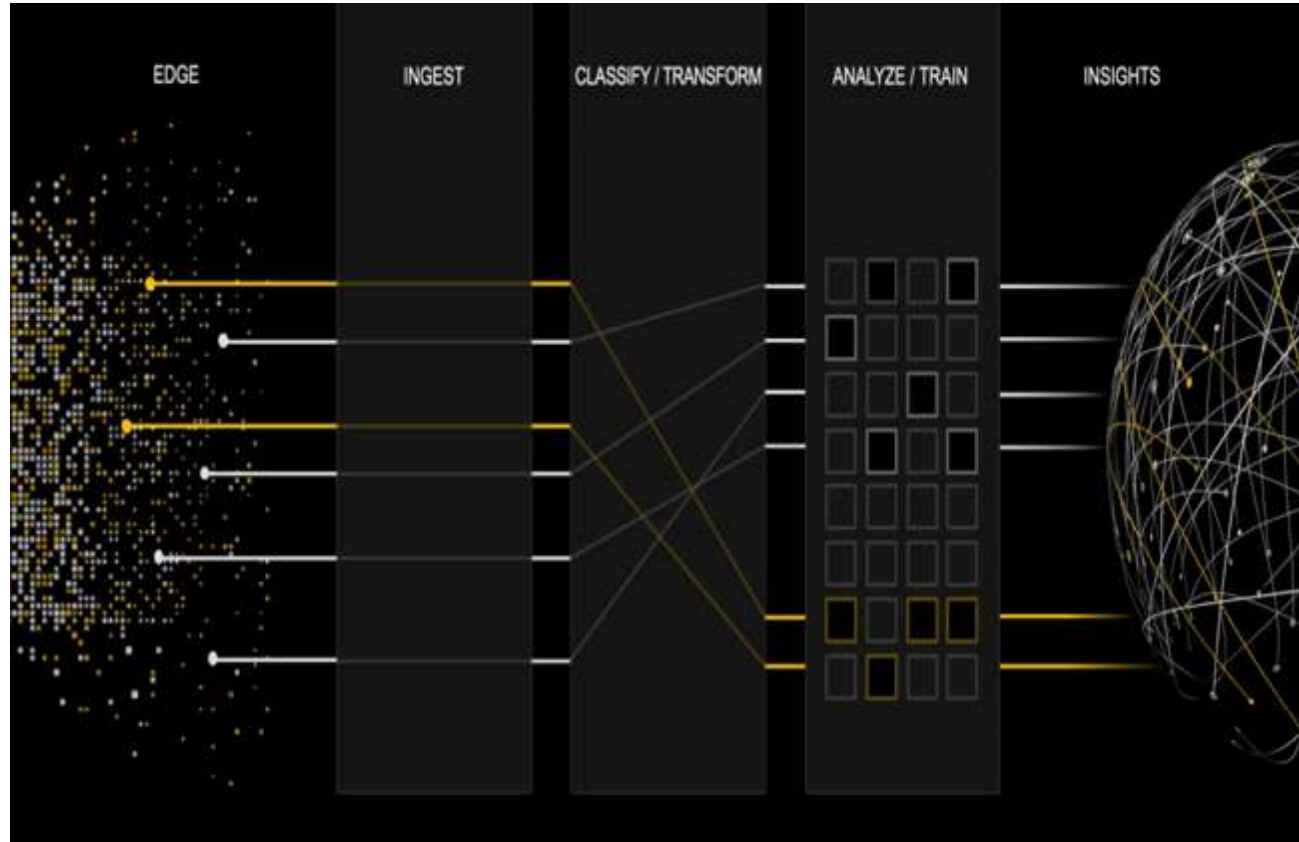 EDGE
INGEST
CLASSIFY / TRANSFORM
ANALYZE / TRAIN
INSIGHTS